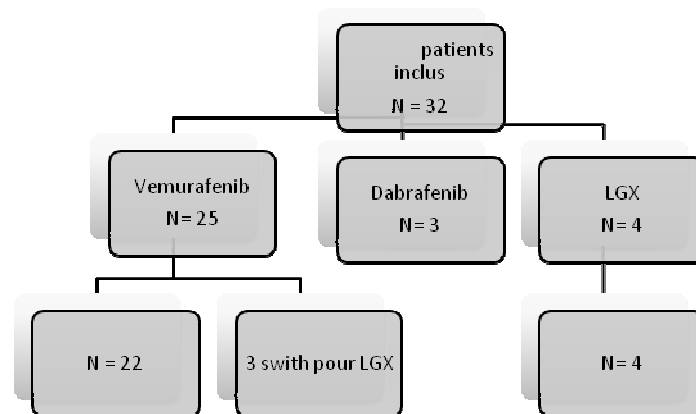 patients
inclus
N = 32
Vemurafenib
N= 25
Dabrafenib
N= 3
LGX
N= 4
N = 22
3 swith pour LGX
N= 4